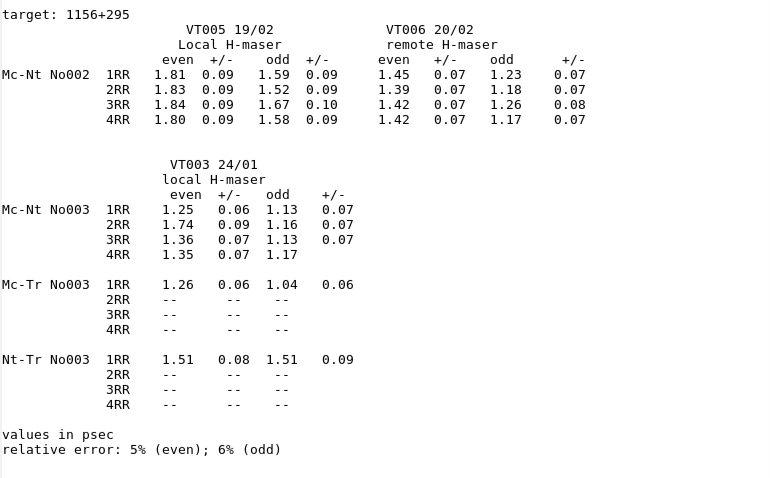 target: 1156+295
VT005 19/02 VT006 20/02
Local H-maser remote H-maser
even +/- odd +/- even +/- odd +/-
Mc-Nt No002 1RR 1.81 0.09 1.59 0.09 1.45 0.07 1.23 0.07
2RR 1.83 0.09 1.52 0.09 1.39 0.07 1.18 0.07
3RR 1.84 0.09 1.67 0.10 1.42 0.07 1.26 0.08
4RR 1.80 0.09 1.58 0.09 1.42 0.07 1.17 0.07
VT003 24/01
local H-maser
even +/- odd +/-
Mc-Nt No003 1RR 1.25 0.06 1.13 0.07
2RR 1.74 0.09 1.16 0.07
3RR 1.36 0.07 1.13 0.07
4RR 1.35 0.07 1.17
Mc-Tr No003 1RR 1.26 0.06 1.04 0.06
2RR -- -- --
3RR -- -- --
4RR -- -- --
Nt-Tr No003 1RR 1.51 0.08 1.51 0.09
2RR -- -- --
3RR -- -- --
4RR -- -- --
values in psec
relative error: 5% (even); 6% (odd)